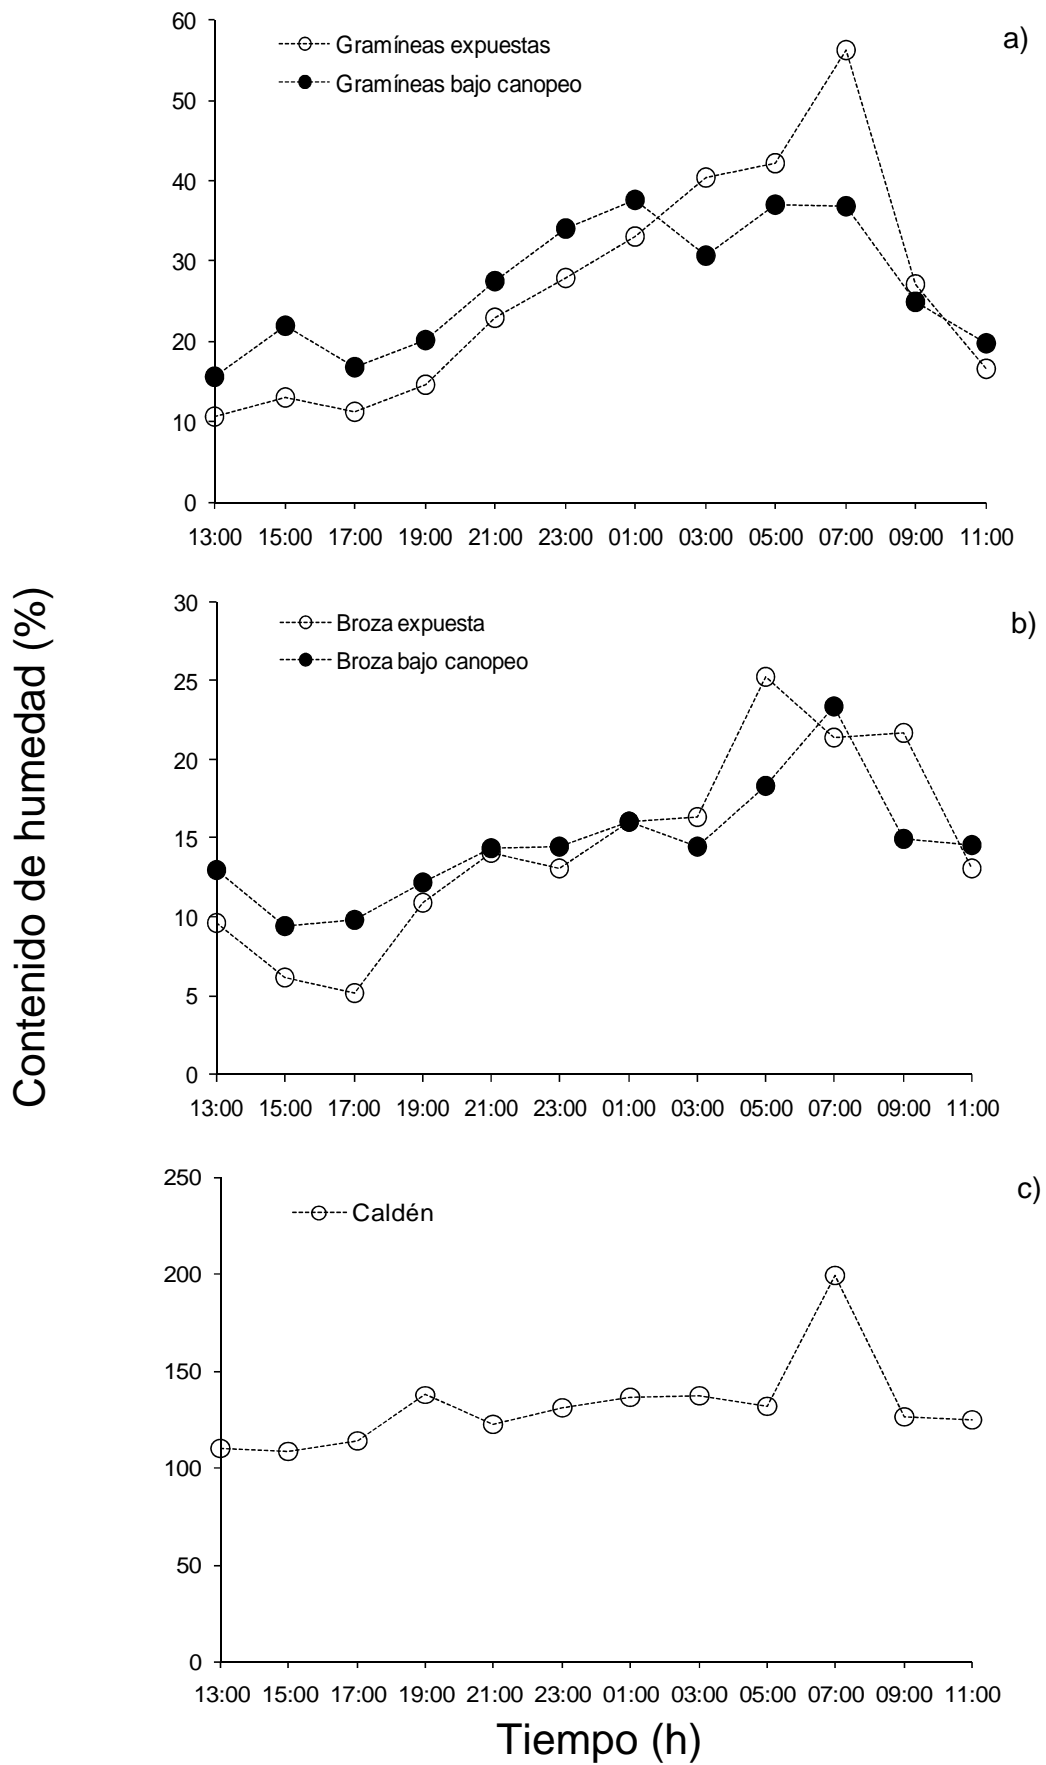 60
a)
Gramíneas expuestas
Gramíneas bajo canopeo
50
40
30
20
10
0
13:00 15:00 17:00 19:00 21:00 23:00 01:00 03:00 05:00 07:00 09:00 11:00
Contenido de humedad (%)
30
b)
Broza expuesta
Broza bajo canopeo
25
20
15
10
5
0
13:00 15:00 17:00 19:00 21:00 23:00 01:00 03:00 05:00 07:00 09:00 11:00
250
c)
Caldén
200
150
100
50
0
13:00 15:00 17:00 19:00 21:00 23:00 01:00 03:00 05:00 07:00 09:00 11:00
Tiempo (h)